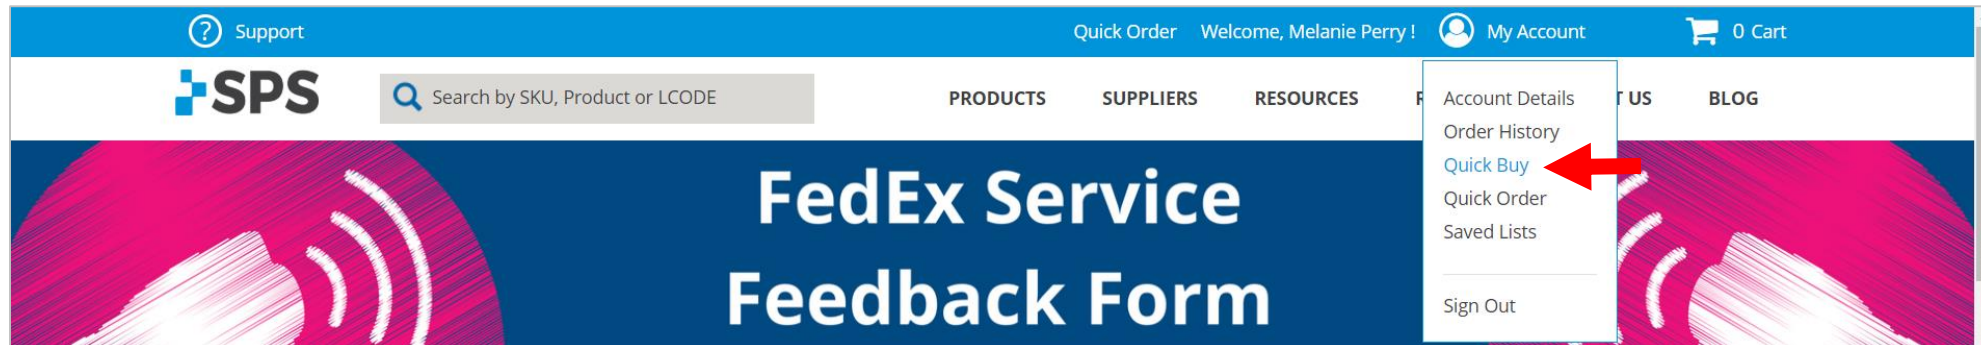 ? Support
Quick Order Welcome, Melanie Perry ! My Account 0 Cart
SPS
Search by SKU, Product or LCODE
PRODUCTS SUPPLIERS RESOURCES US BLOG
Account Details
Order History
Quick Buy
Quick Order
Saved Lists
Sign Out
FedEx Service
Feedback Form